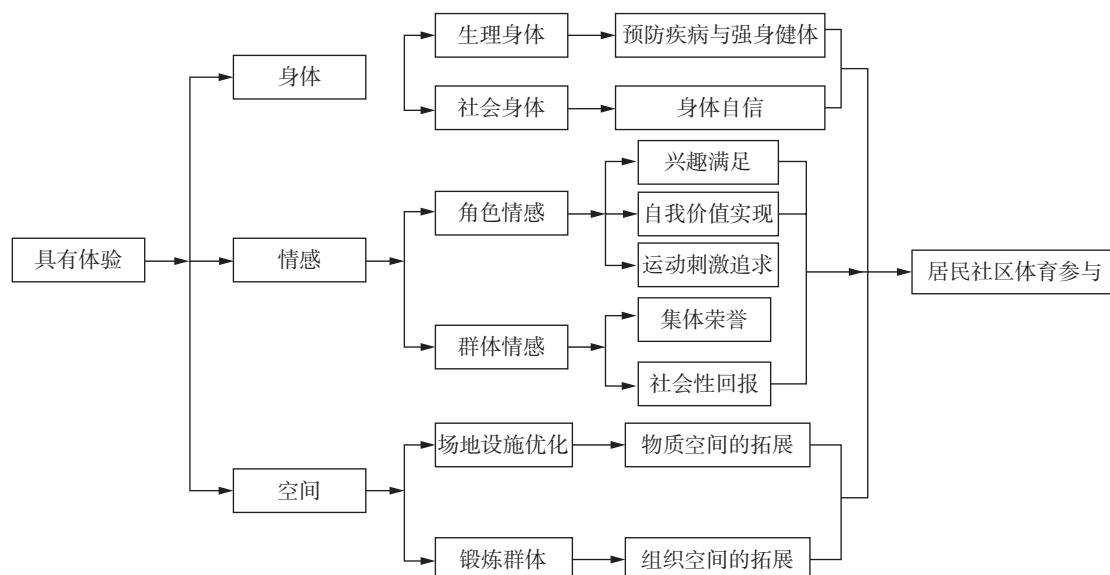 具有体验
身体
生理身体
预防疾病与强身健体
社会身体
身体自信
情感
角色情感
兴趣满足
自我价值实现
运动刺激追求
群体情感
集体荣誉
社会性回报
空间
场地设施优化
物质空间的拓展
锻炼群体
组织空间的拓展
居民社区体育参与